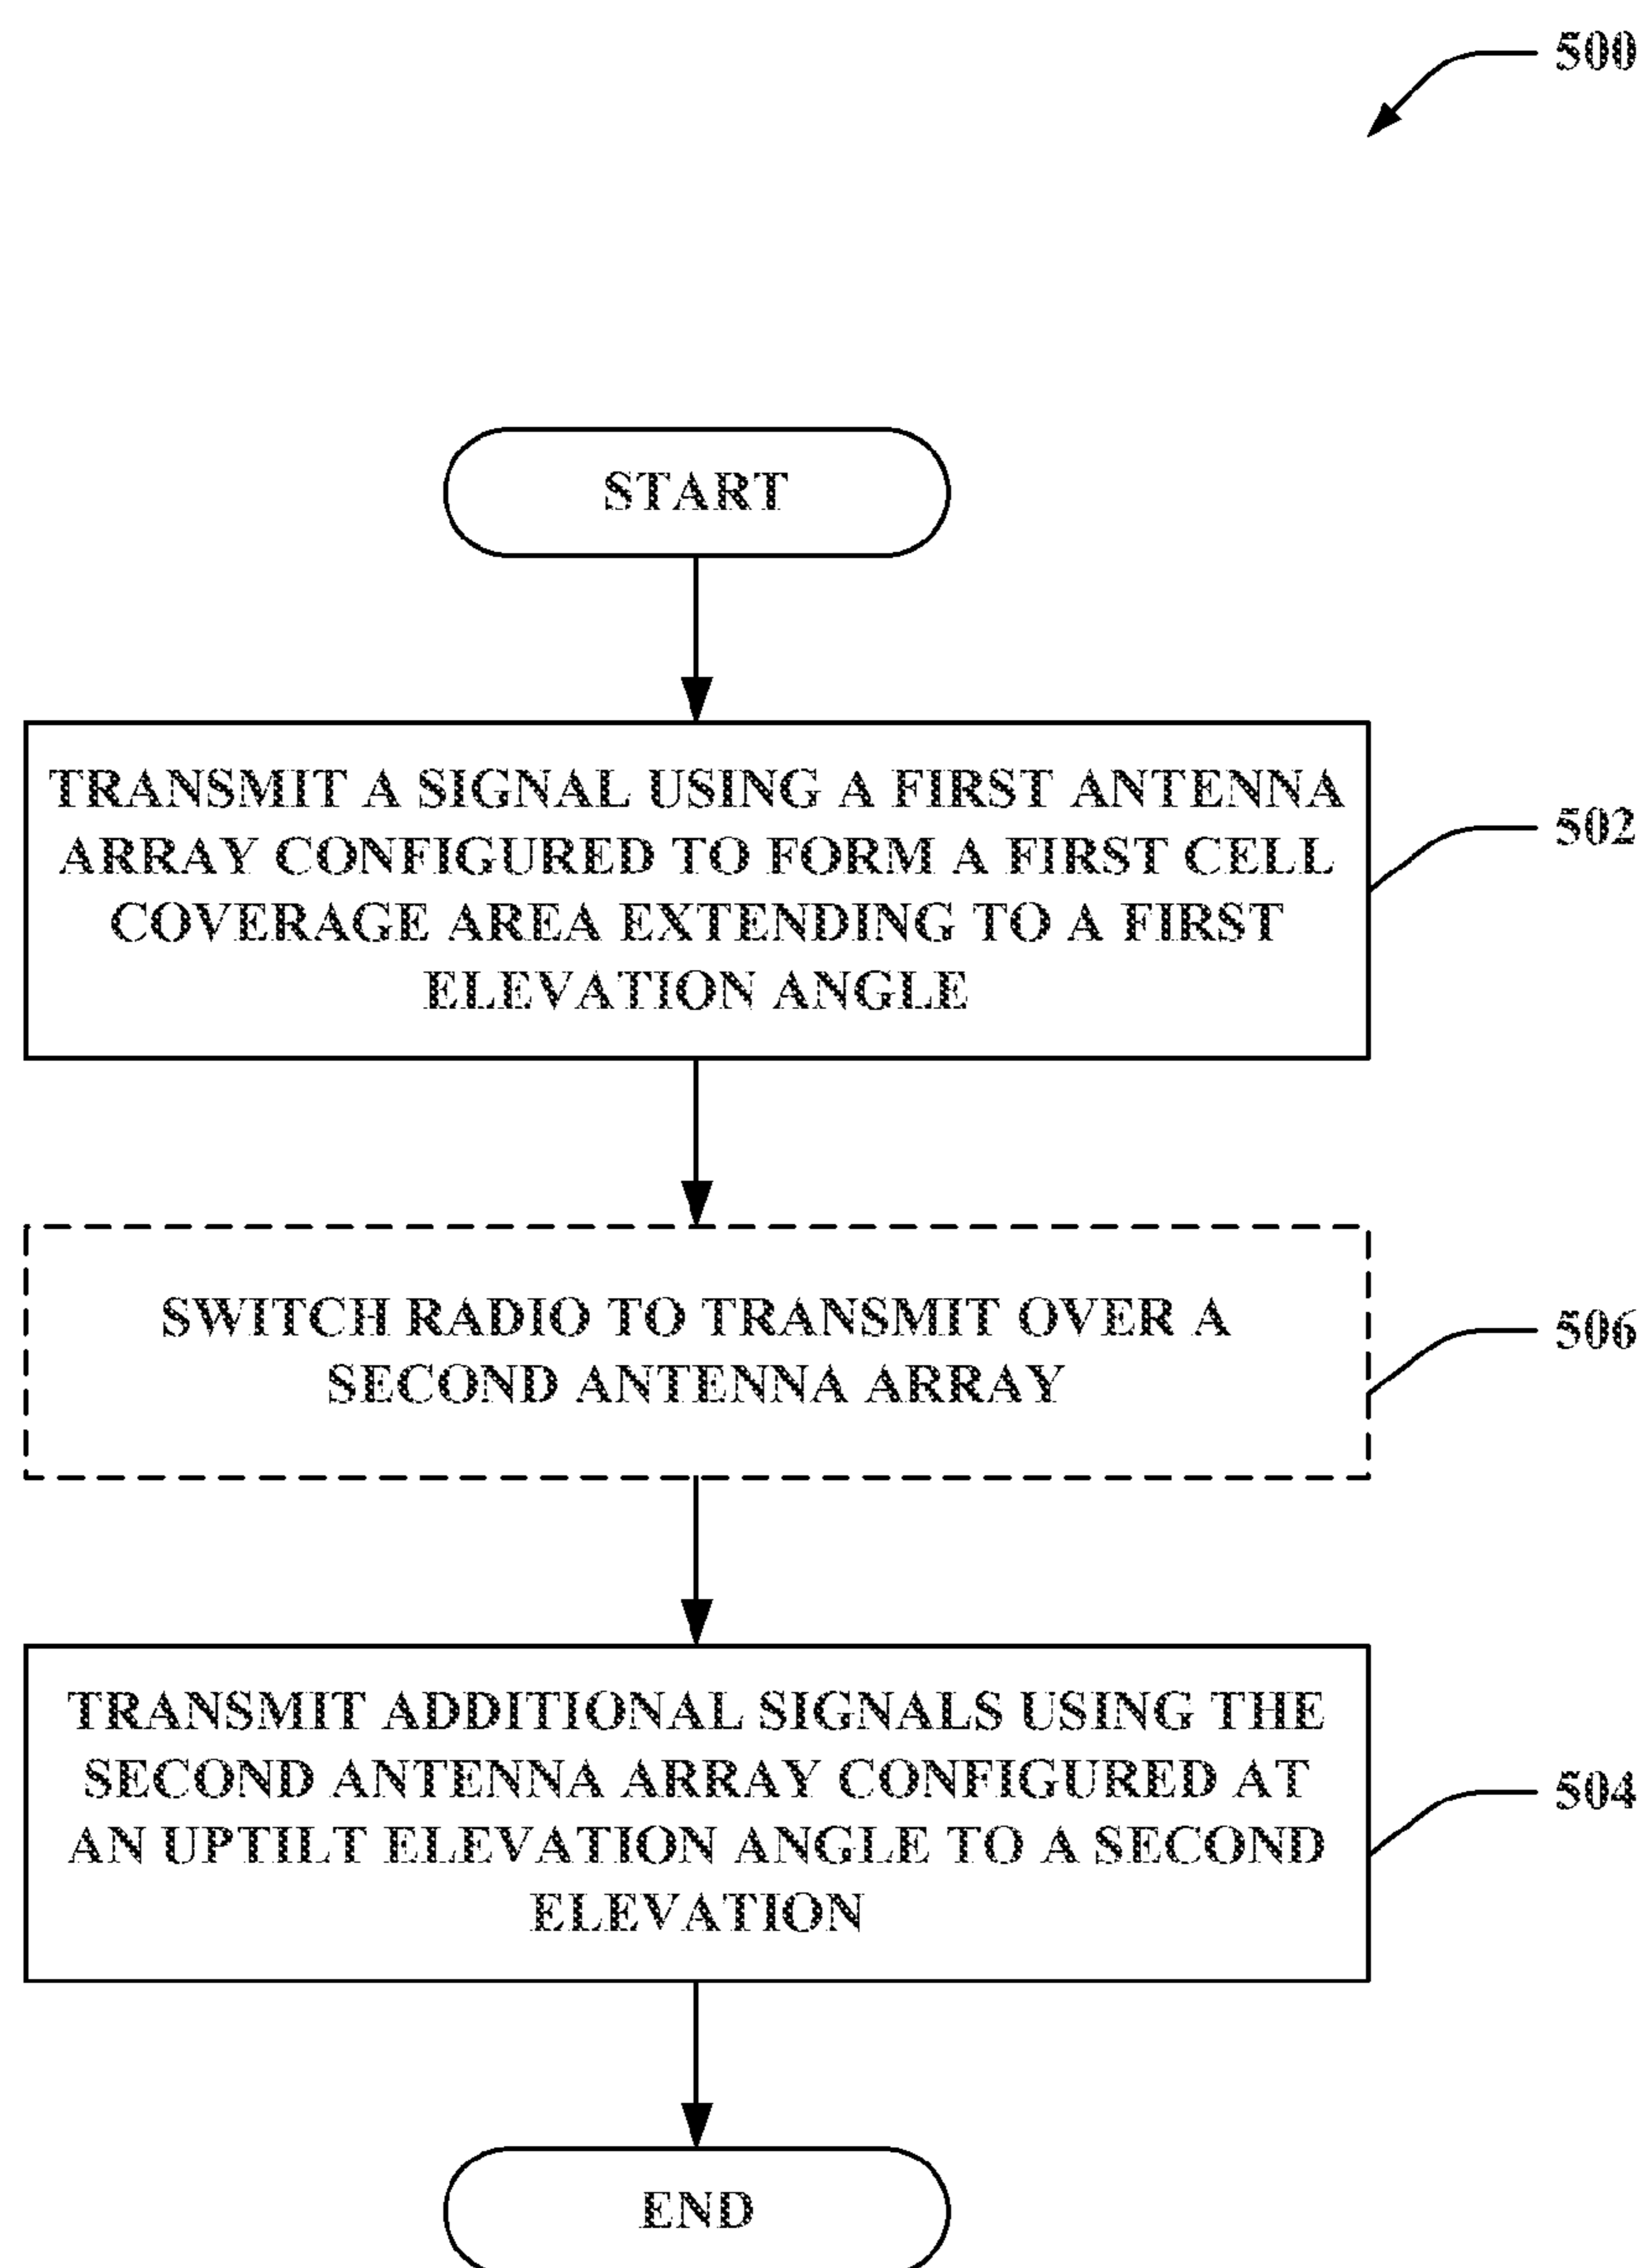 500
START
TRANSMIT A SIGNAL USING A FIRST ANTENNA
ARRAY CONFIGURED TO FORM A FIRST CELL
COVERAGE AREA EXTENDING TO A FIRST
ELEVATION ANGLE
502
SWITCH RADIO TO TRANSMIT OVER A
SECOND ANTENNA ARRAY
506
TRANSMIT ADDITIONAL SIGNALS USING THE
SECOND ANTENNA ARRAY CONFIGURED AT
AN UPTILT ELEVATION ANGLE TO A SECOND
ELEVATION
504
END